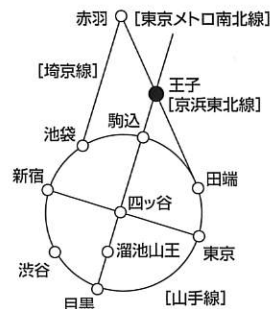 赤羽 [東京メトロ南北線]
[埼京線]
王子
[京浜東北線]
駒込
池袋
田端
新宿
四ッ谷
溜池山王
東京
渋谷
目黒
[山手線]